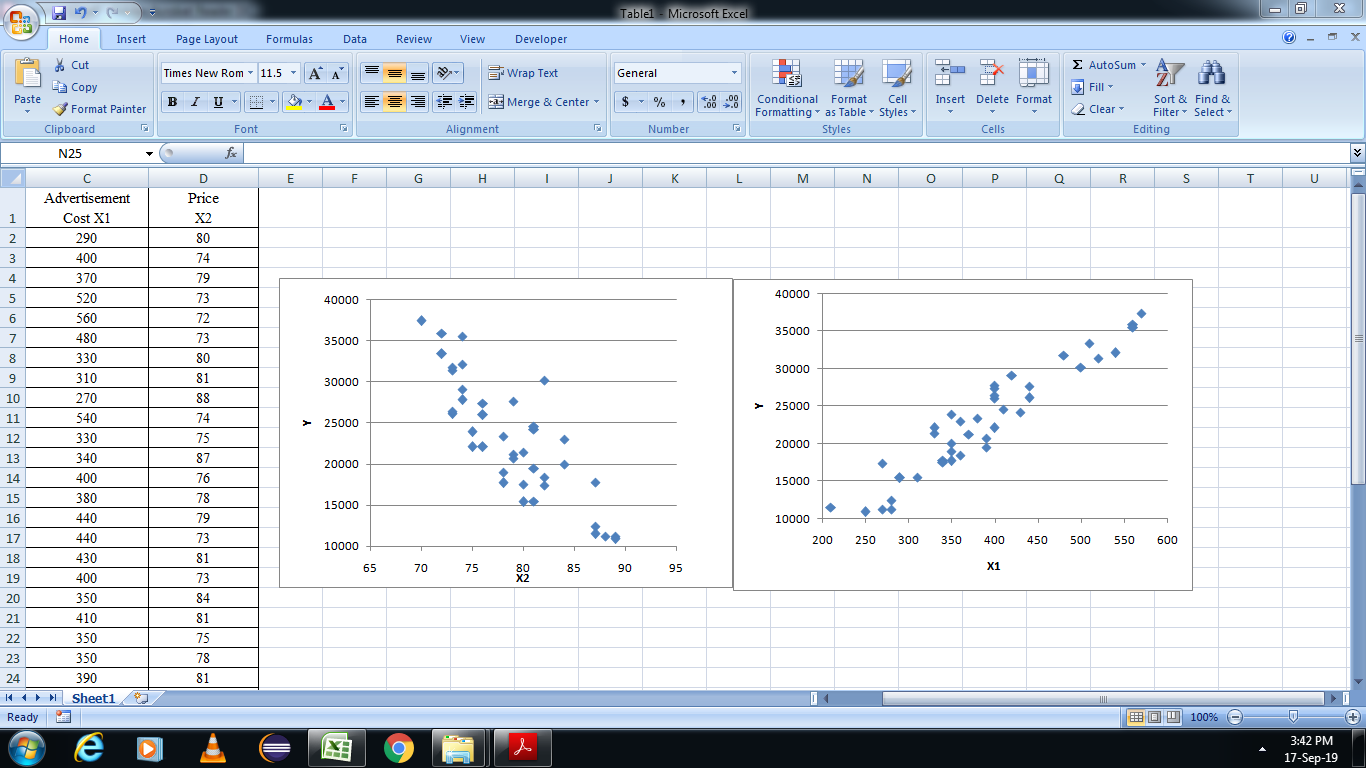 Table1 - Microsoft Excel
Home Insert Page Layout Formulas Data Review View Developer
Paste
Cut
Copy
Format Painter
Clipboard
Times New Rom 11.5
B I U
Font
Wrap Text
Merge & Center
Alignment
General
$ % ,
Number
Conditional Formatting
Format as Table
Cell Styles
Styles
Insert Delete Format
Cells
Σ AutoSum
Fill
Clear
Sort & Filter
Find & Select
Editing
N25 fx
C D E F G H I J K L M N O P Q R S T U
Advertisement Price
1 Cost X1 X2
2 290 80
3 400 74
4 370 79
5 520 73
6 560 72
7 480 73
8 330 80
9 310 81
10 270 88
11 540 74
12 330 75
13 340 87
14 400 76
15 380 78
16 440 79
17 440 73
18 430 81
19 400 73
20 350 84
21 410 81
22 350 75
23 350 78
24 390 81
40000
35000
30000
25000
20000
15000
10000
Y
65 70 75 80 85 90 95
X2
40000
35000
30000
25000
20000
15000
10000
Y
200 250 300 350 400 450 500 550 600
X1
Sheet1
Ready 100%
3:42 PM
17-Sep-19